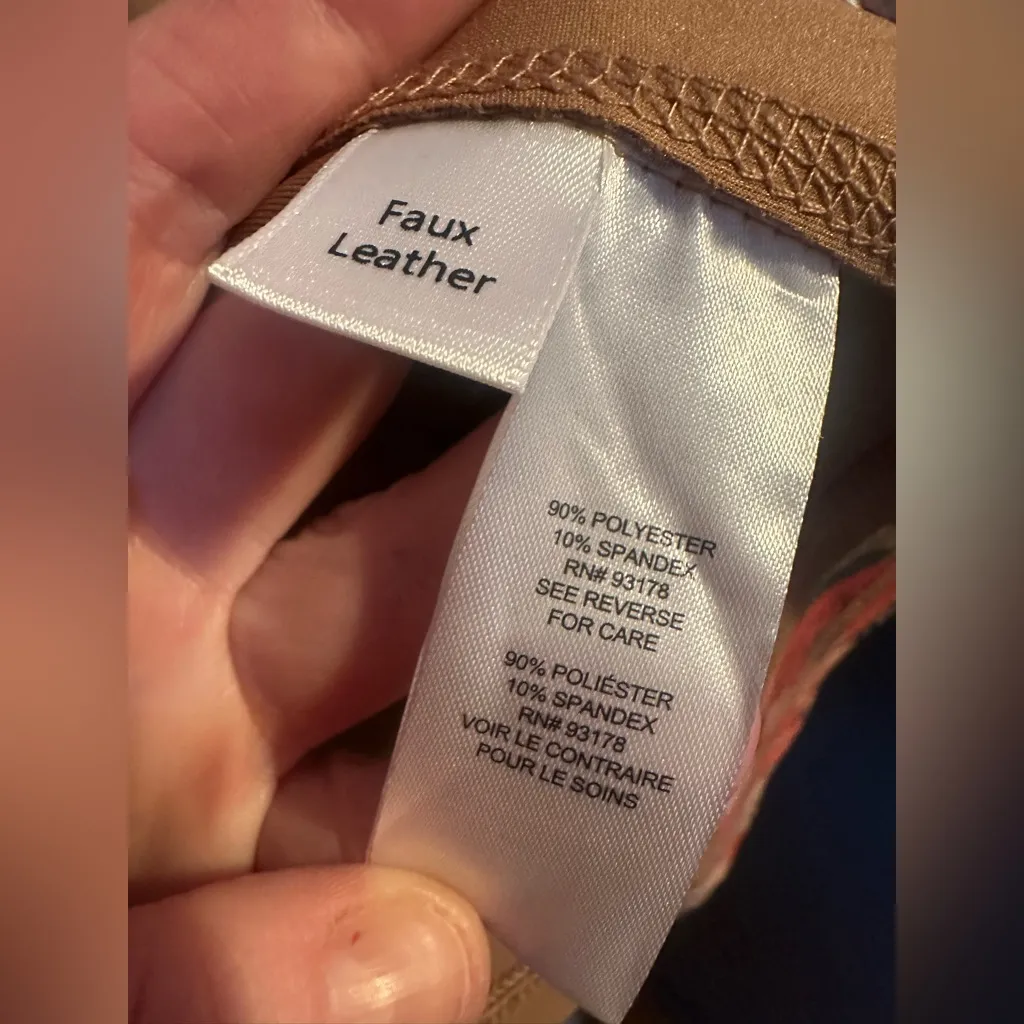 Faux
Leather
90% POLYESTER
10% SPANDEX
RN# 93178
SEE REVERSE
FOR CARE
90% POLIÉSTER
10% SPANDEX
RN# 93178
VOIR LE CONTRAIRE
POUR LE SOINS